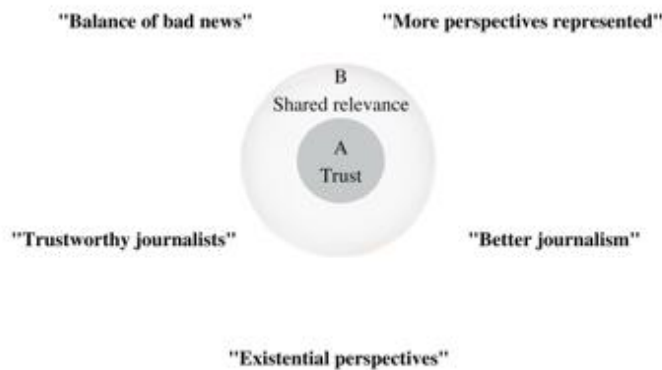 "Balance of bad news"
"More perspectives represented"
B
Shared relevance
A
Trust
"Trustworthy journalists"
"Better journalism"
"Existential perspectives"